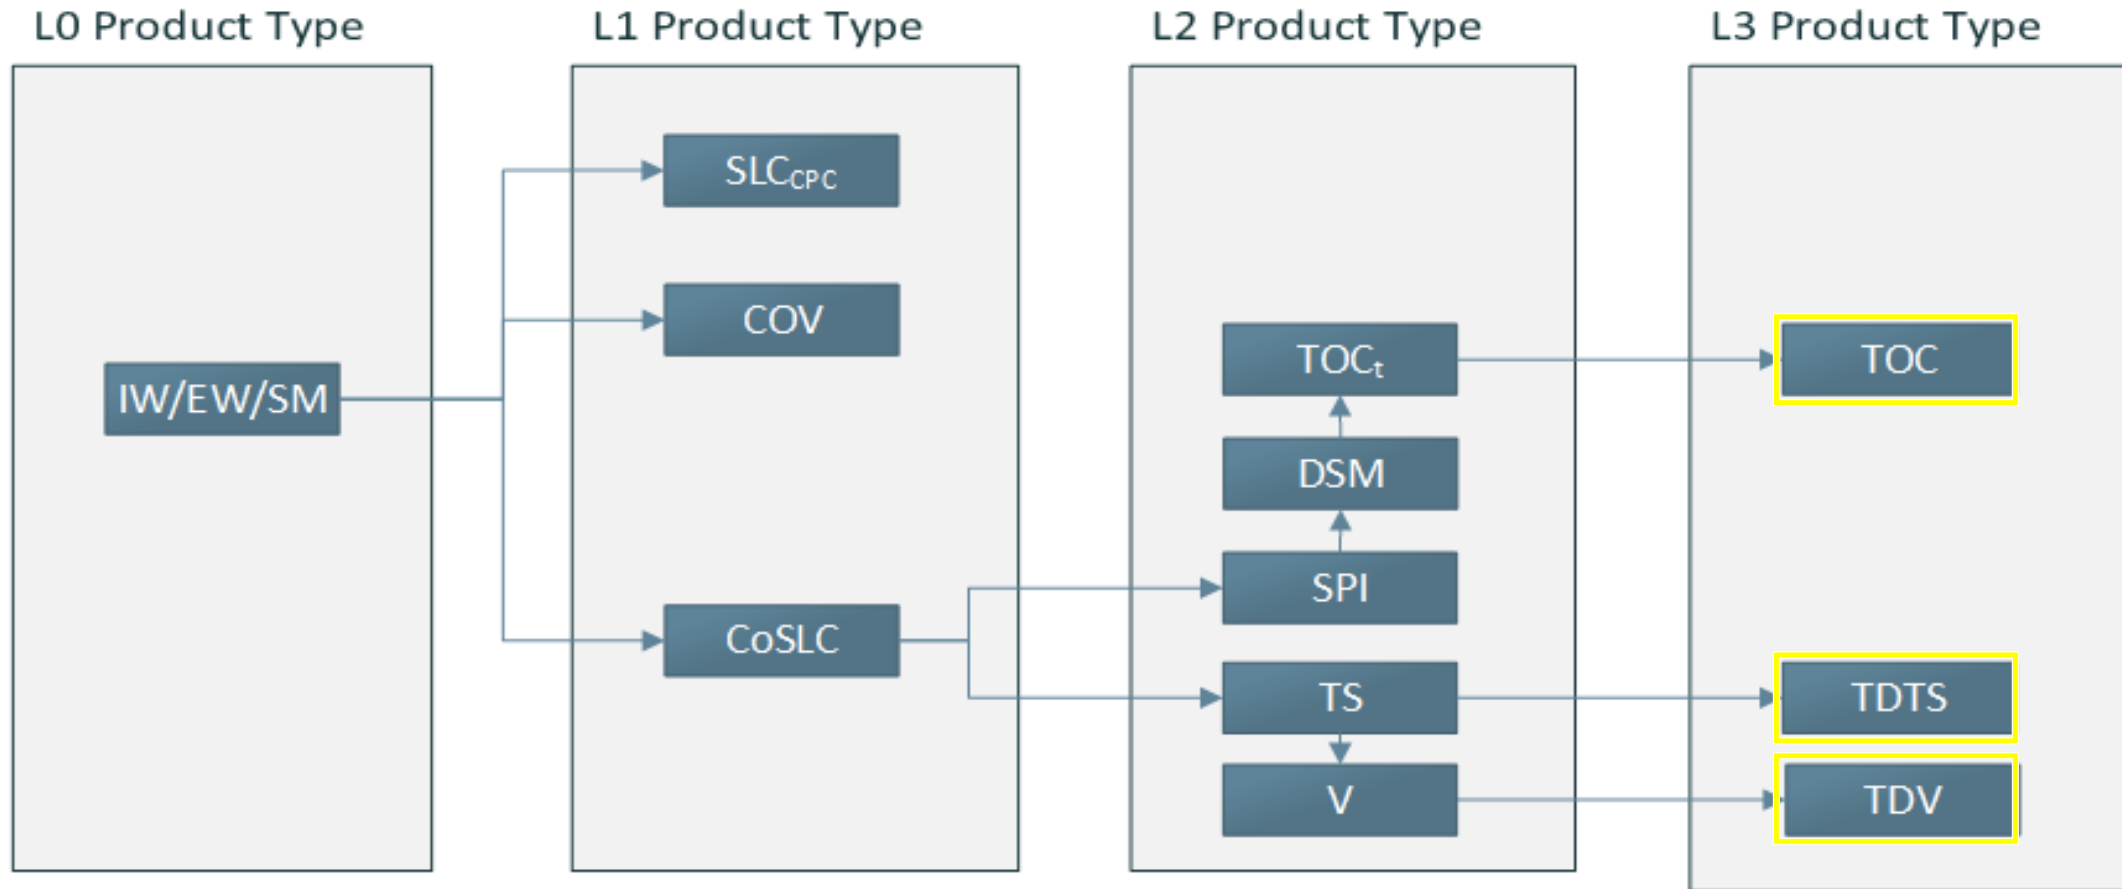 L0 Product Type
L1 Product Type
L2 Product Type
L3 Product Type
IW/EW/SM
SLCCPC
COV
CoSLC
TOCt
DSM
SPI
TS
V
TOC
TDTS
TDV